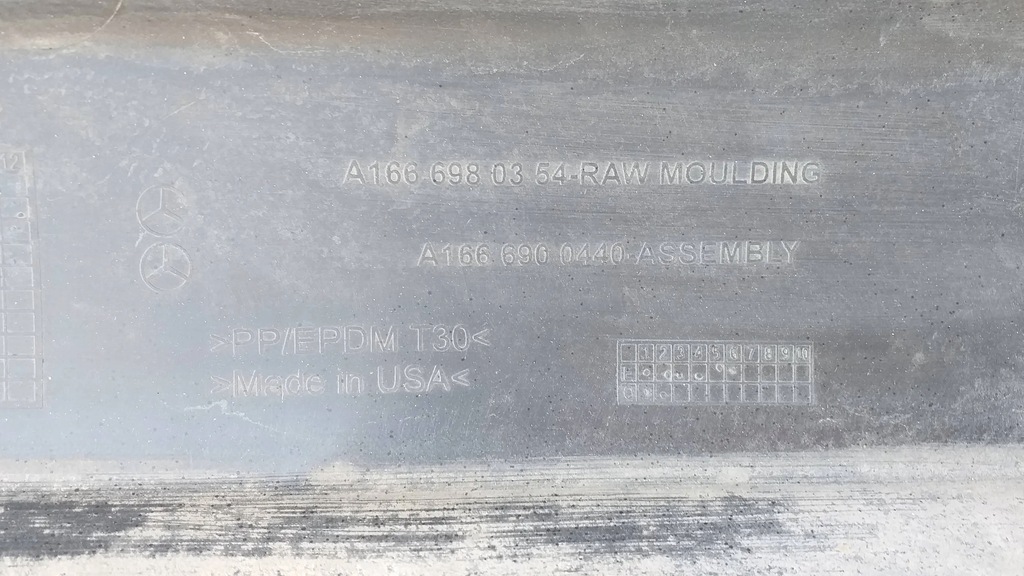 12
A166 698 03 54-RAW MOULDING
A166 690 0440-ASSEMBLY
>PP/EPDM T30<
>Made in USA<
1 2 3 4 5 6 7 8 9 10